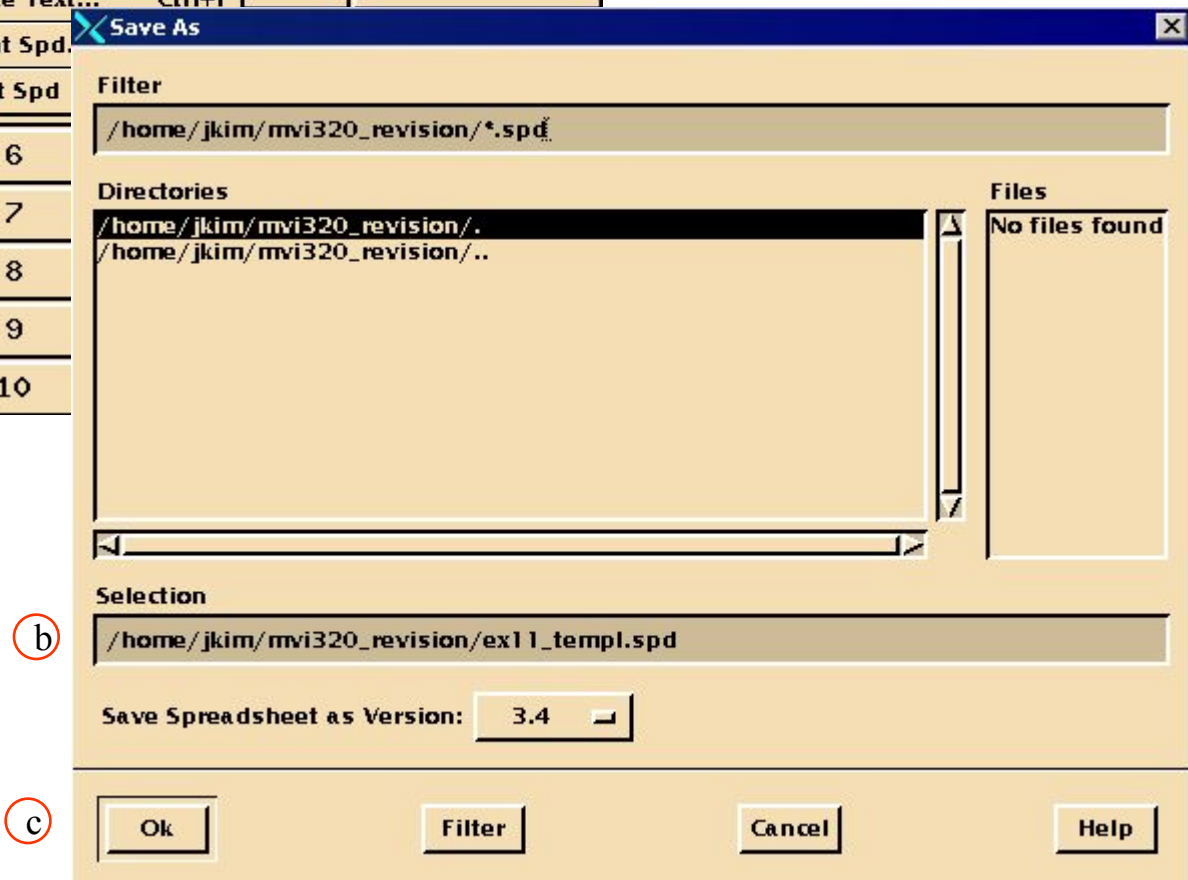 Text... Ctrl+I
t Spd.
t Spd
6
7
8
9
10
Save As
Filter
/home/jkim/mvi320_revision/*.spd
Directories
Files
/home/jkim/mvi320_revision/.
/home/jkim/mvi320_revision/..
No files found
Selection
b
/home/jkim/mvi320_revision/ex11_templ.spd
Save Spreadsheet as Version: 3.4
c
Ok Filter Cancel Help